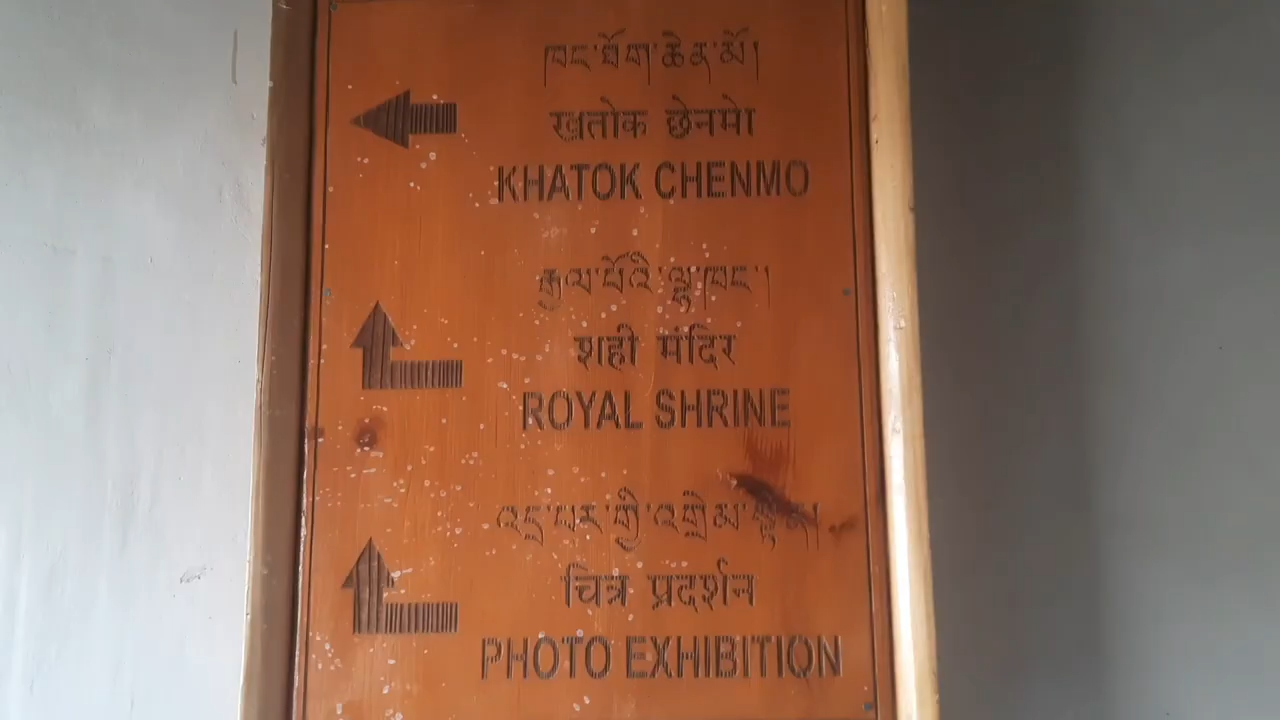 ཁང་ཐོག་ཆེན་མོ།
खतोक छेनमो
KHATOK CHENMO
རྒྱལ་པོའི་ལྷ་ཁང་།
शही मंदिर
ROYAL SHRINE
འདྲ་པར་གྱི་འགྲེམ་སྟོན།
चित्र प्रदर्शन
PHOTO EXHIBITION